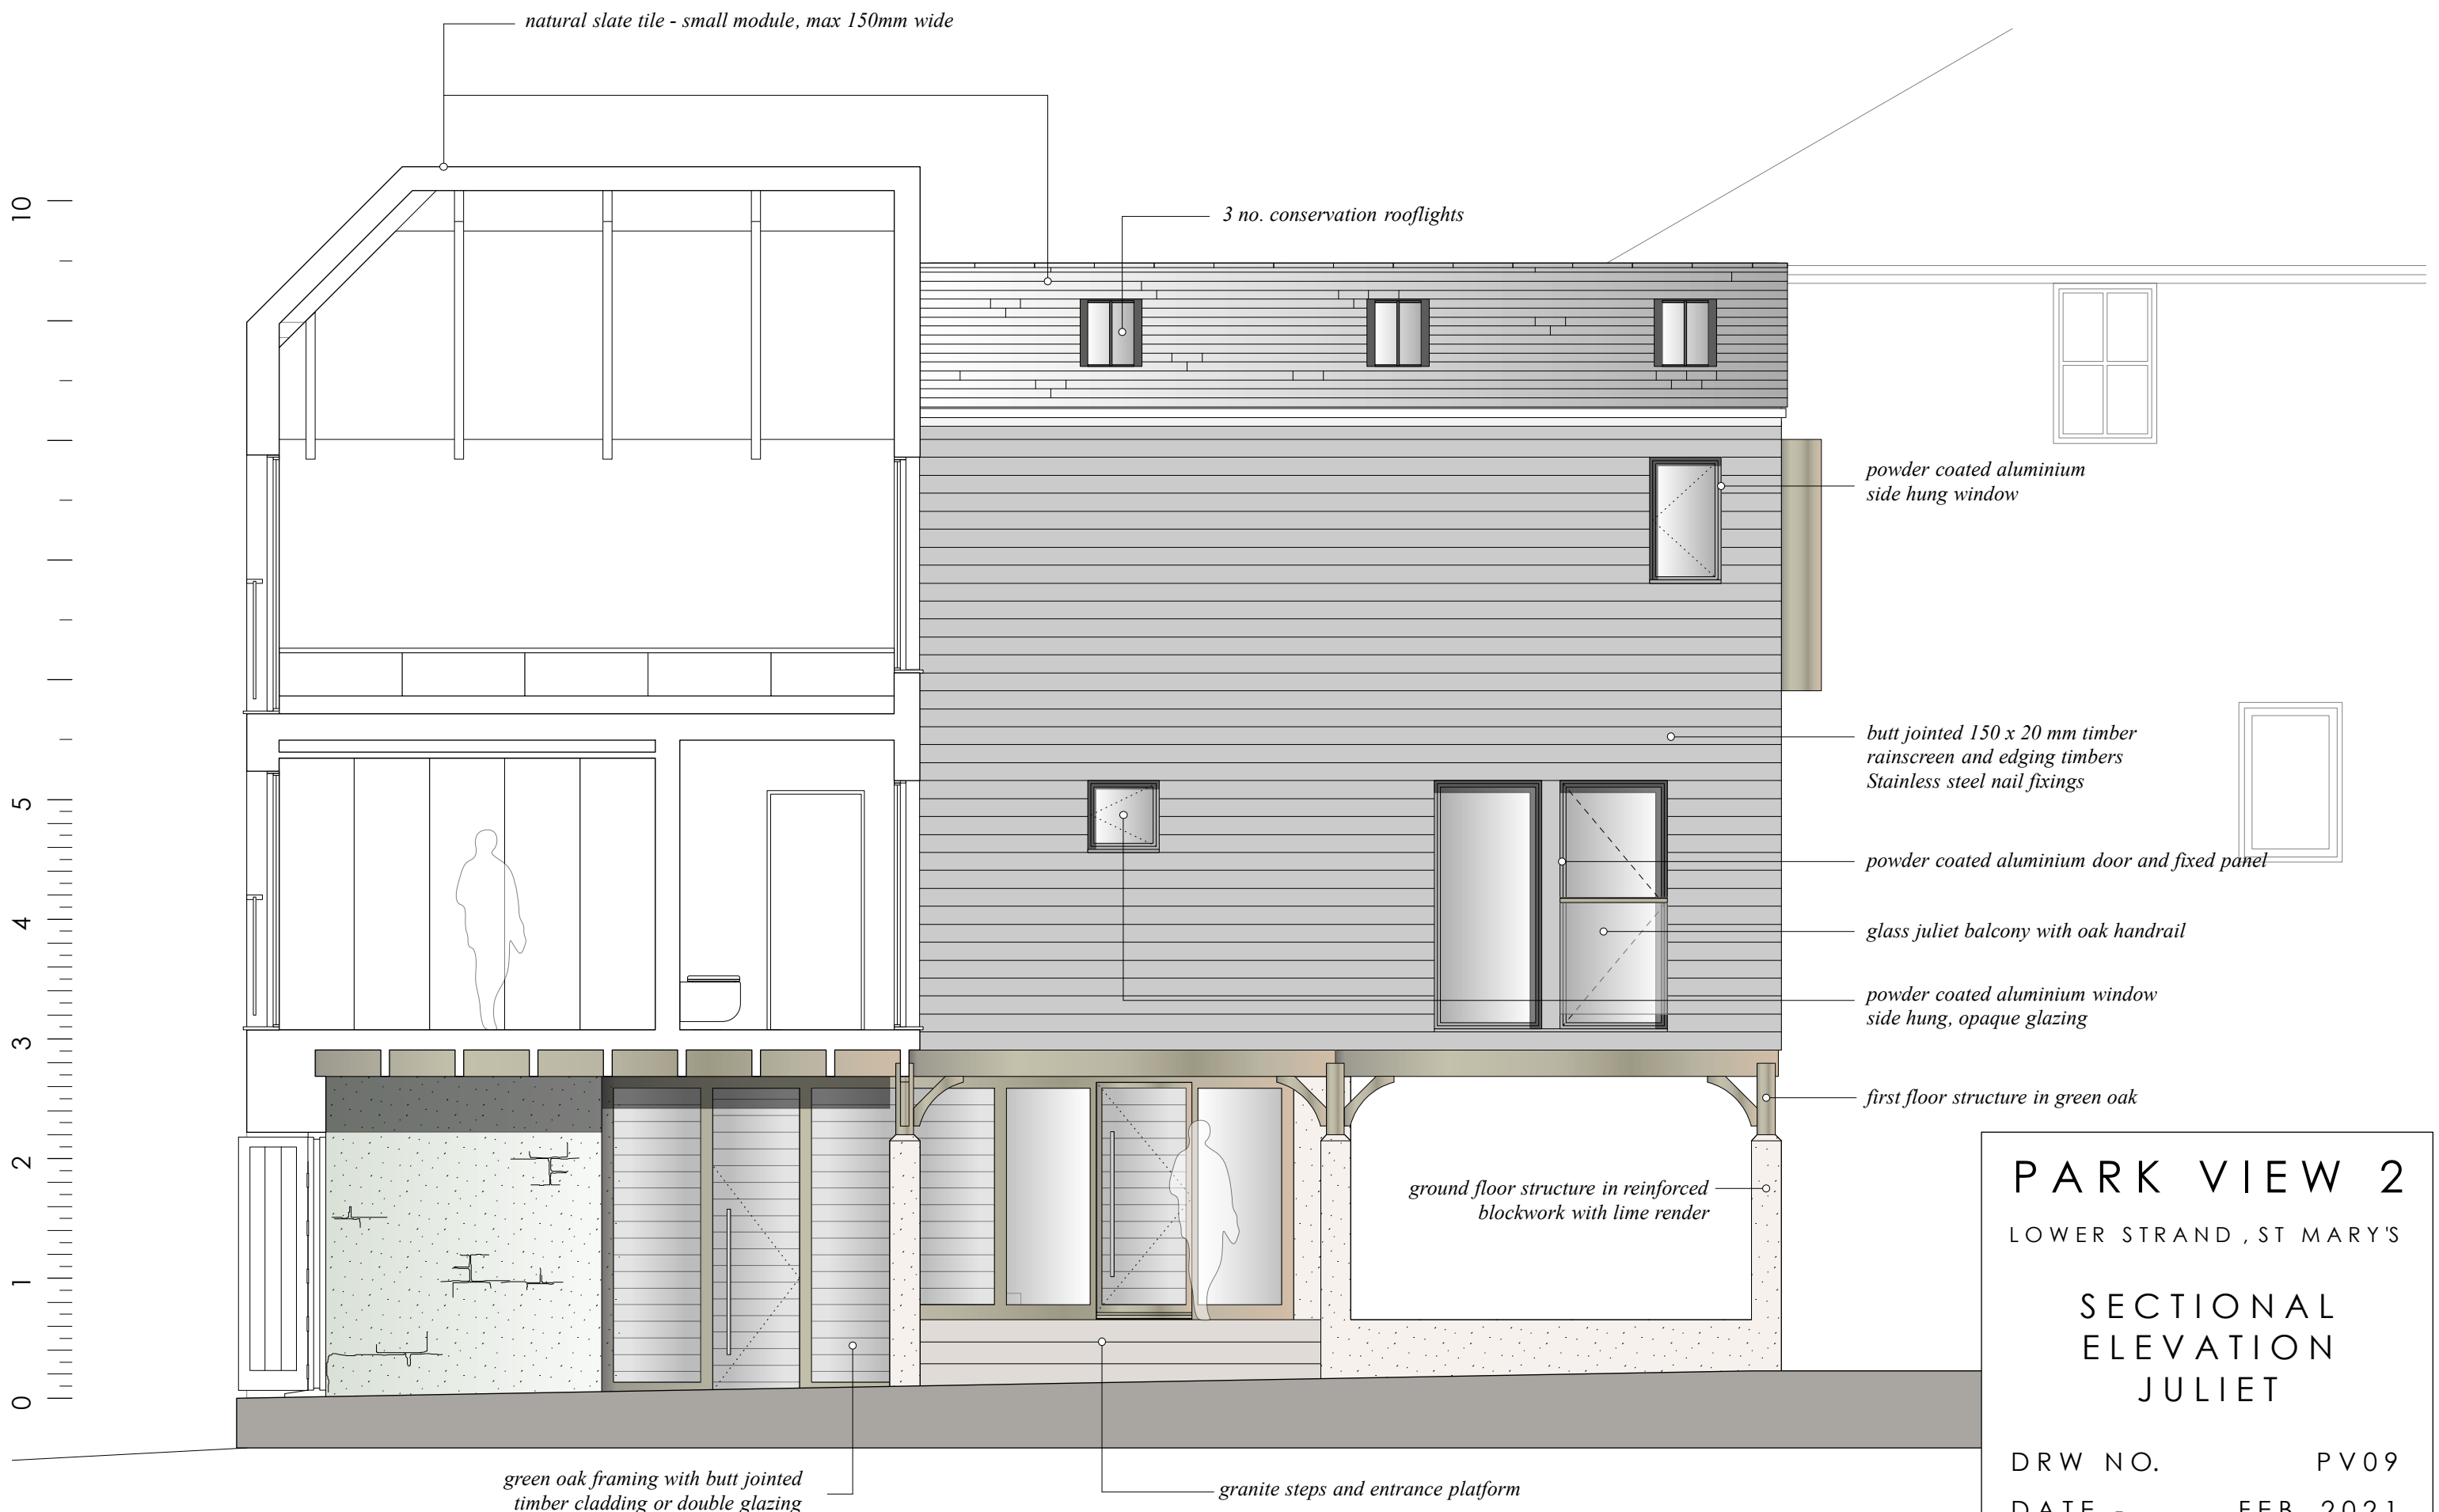 natural slate tile - small module, max 150mm wide
10
3 no. conservation rooflights
powder coated aluminium
side hung window
butt jointed 150 x 20 mm timber
rainscreen and edging timbers
Stainless steel nail fixings
5
powder coated aluminium door and fixed panel
4
glass juliet balcony with oak handrail
powder coated aluminium window
side hung, opaque glazing
3
first floor structure in green oak
2
ground floor structure in reinforced
blockwork with lime render
1
0
green oak framing with butt jointed
timber cladding or double glazing
granite steps and entrance platform
PARK VIEW 2
LOWER STRAND , ST MARY'S
SECTIONAL
ELEVATION
JULIET
DRW NO. PV09
DATE - FEB 2021